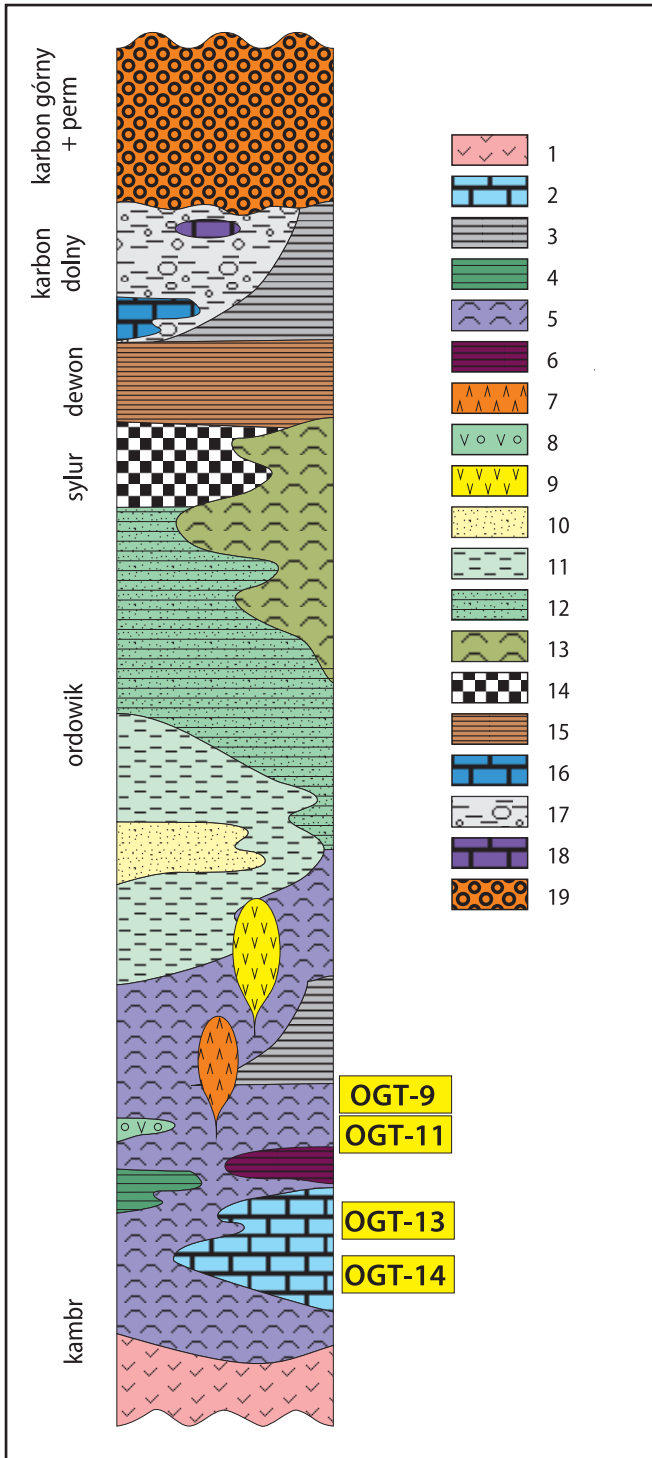 karbon górny
+ perm
karbon
dolny
dewon
sylur
ordowik
kambr
OGT-9
OGT-11
OGT-13
OGT-14
1
2
3
4
5
6
7
8
9
10
11
12
13
14
15
16
17
18
19